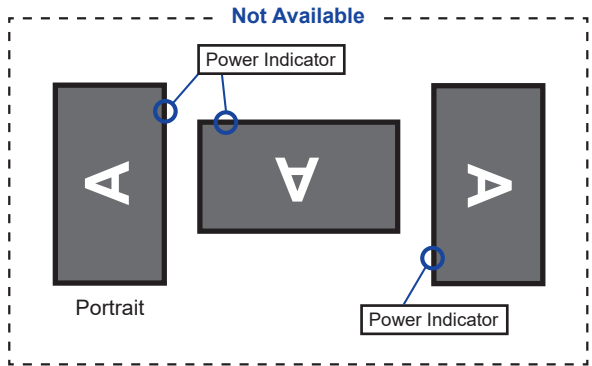 Not Available
Power Indicator
A
A
A
Portrait
Power Indicator